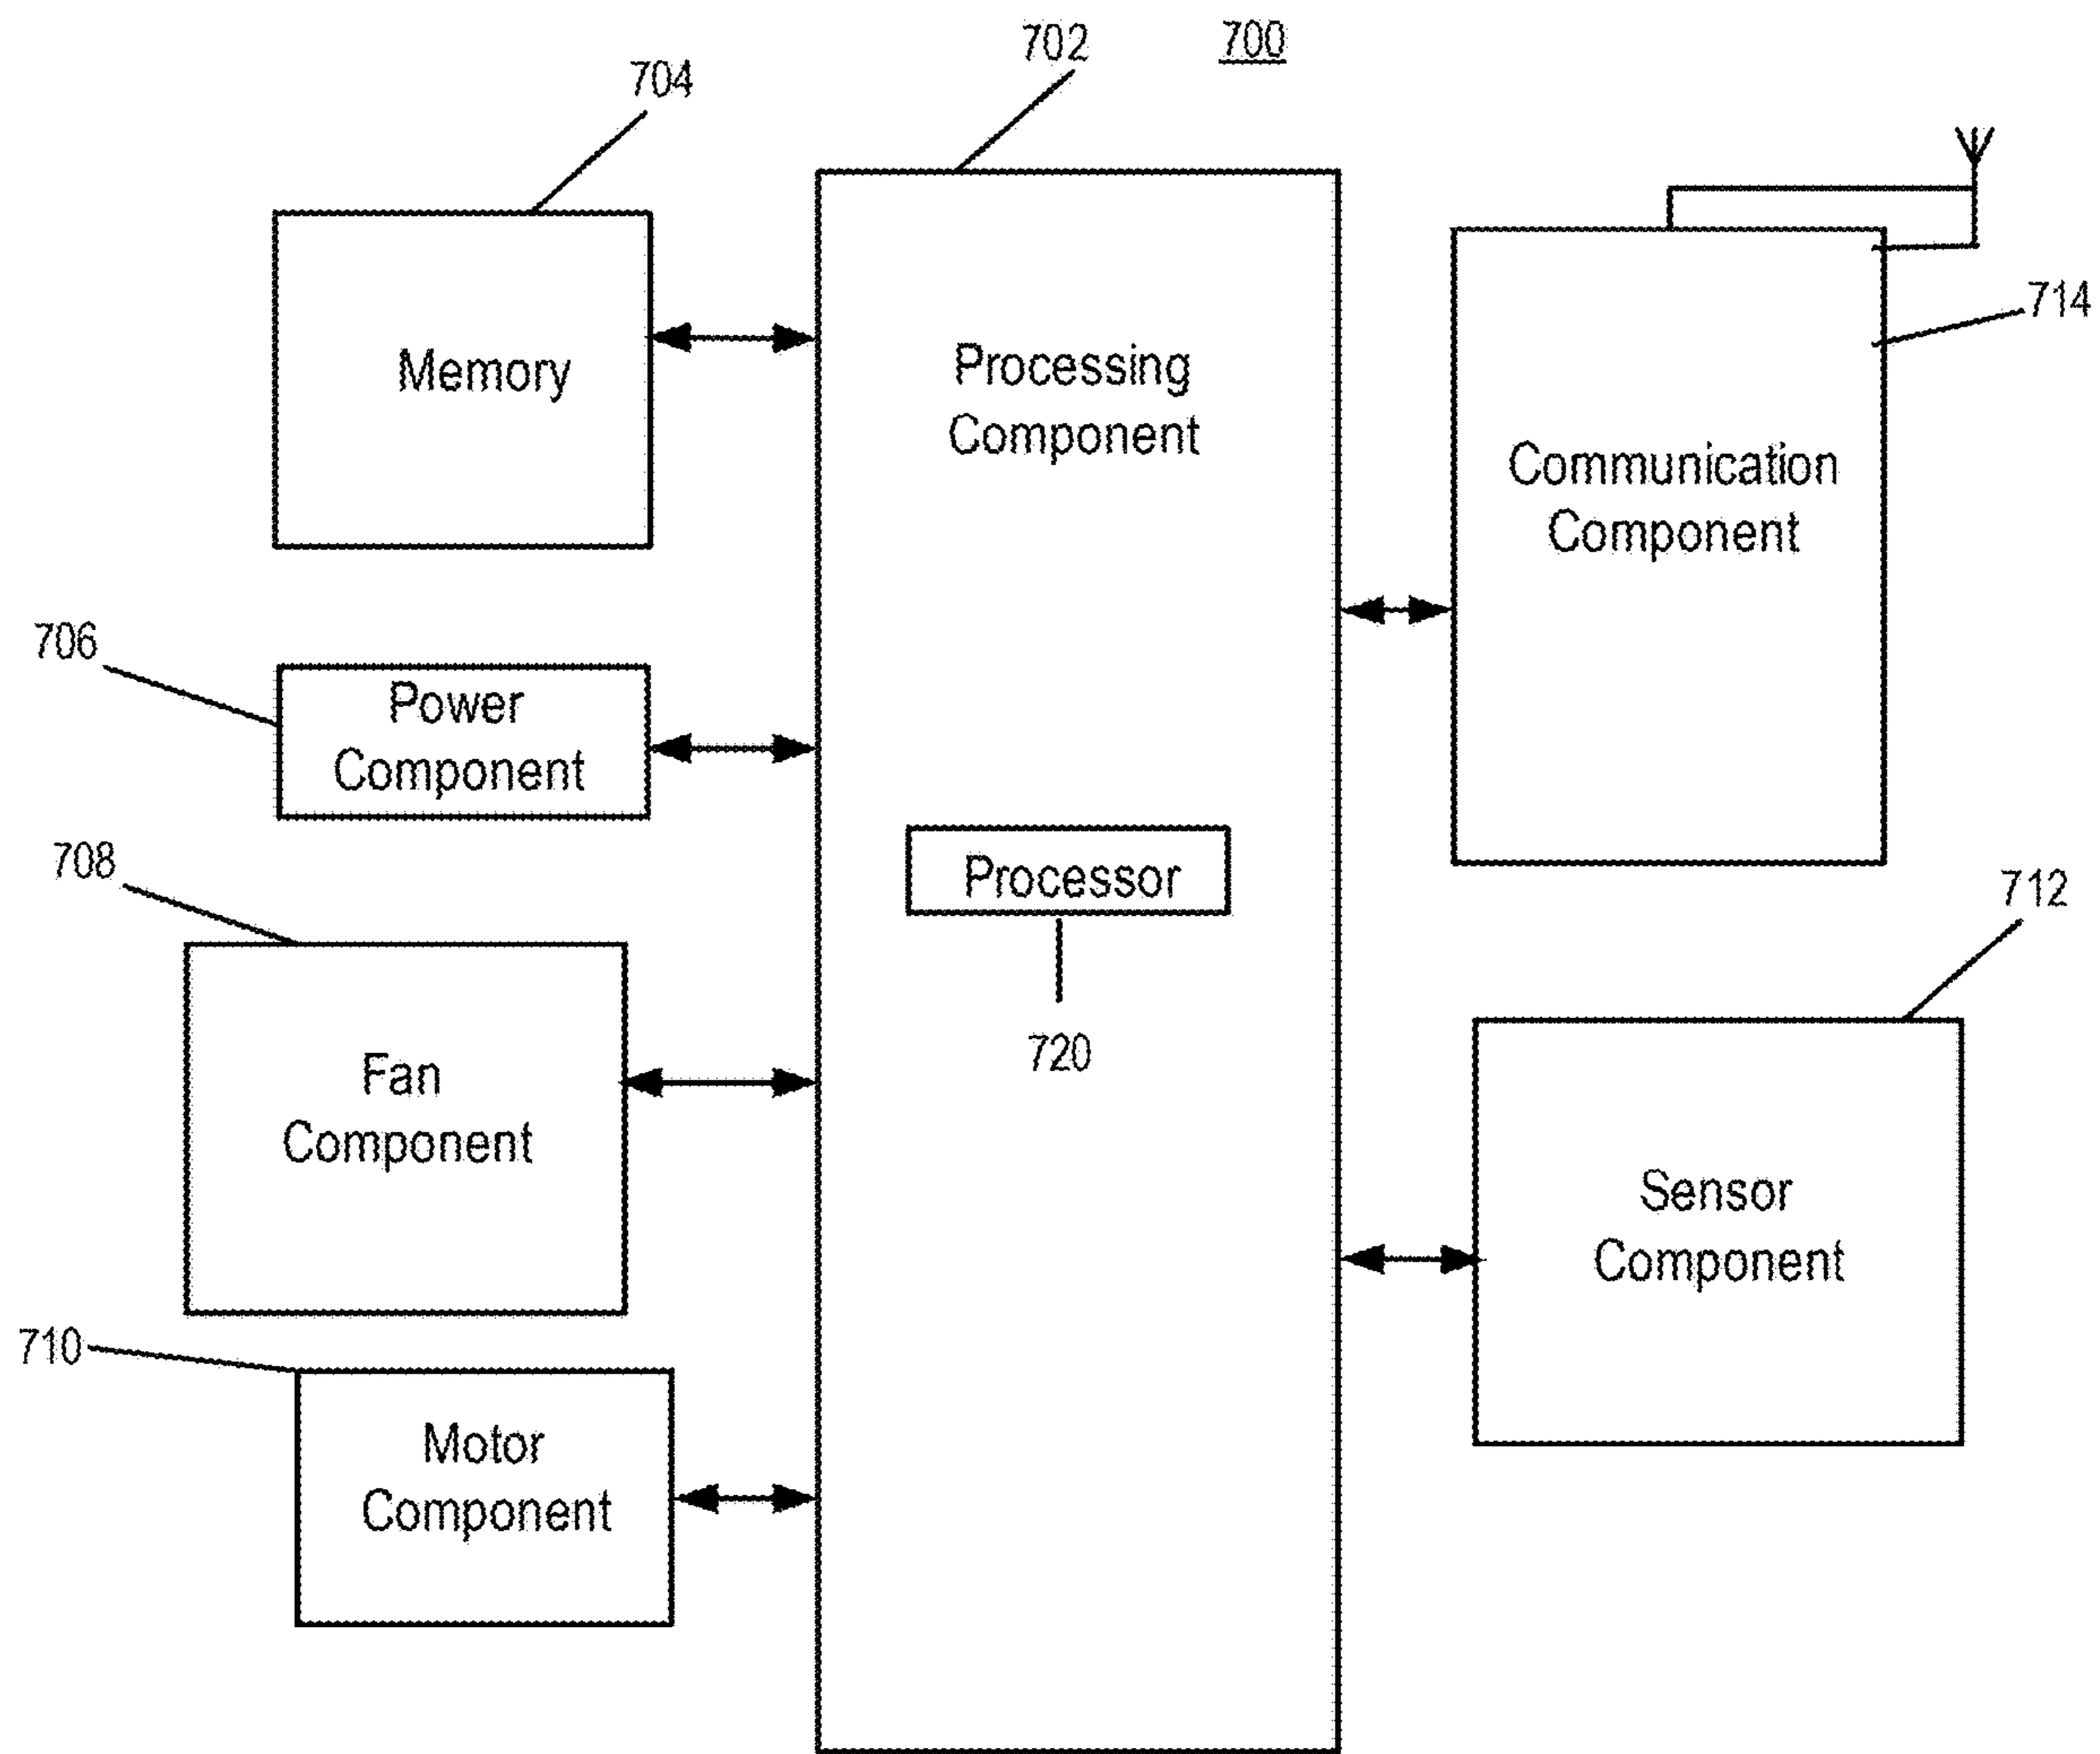 702
700
704
714
Memory
Processing
Component
Communication
Component
706
Power
Component
708
Processor
712
720
Fan
Component
Sensor
Component
710
Motor
Component